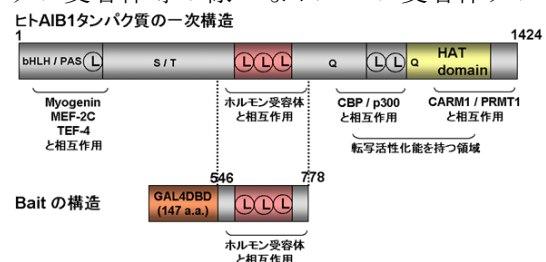 ヒトAIB1タンパク質の一次構造
1 1424
bHLH / PAS L S / T L L L Q L L Q HAT domain
Myogenin
MEF-2C
TEF-4
と相互作用
ホルモン受容体
と相互作用
CBP / p300
と相互作用
CARM1 / PRMT1
と相互作用
転写活性化能を持つ領域
546 778
Bait の構造
GAL4DBD
(147 a.a.)
L L L
ホルモン受容体
と相互作用